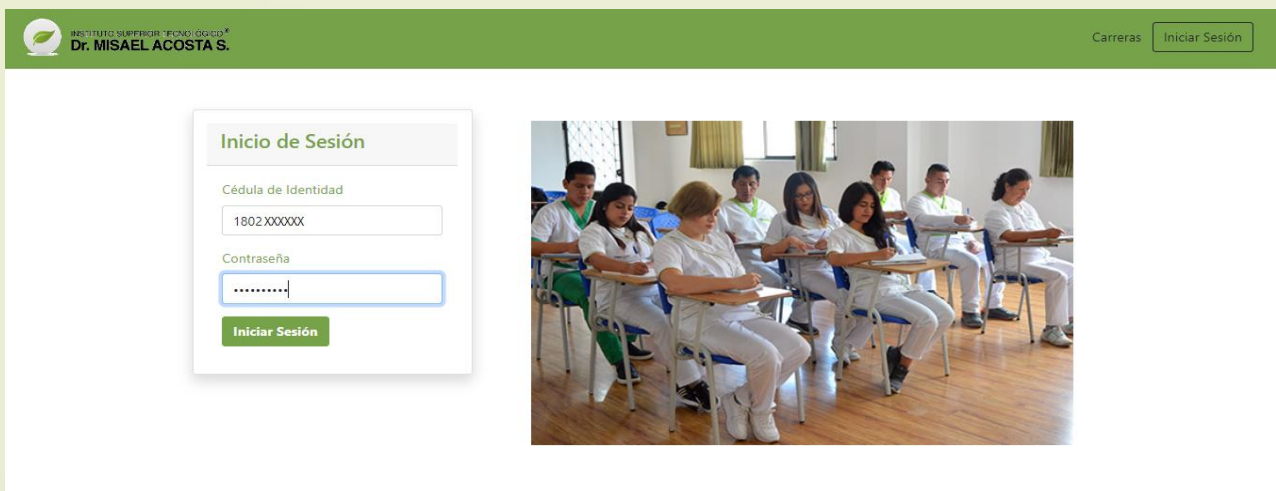 INSTITUTO SUPERIOR TECNOLÓGICO®
Dr. MISAEL ACOSTA S.
Carreras
Iniciar Sesión
Inicio de Sesión
Cédula de Identidad
1802XXXXXX
Contraseña
••••••••••
Iniciar Sesión